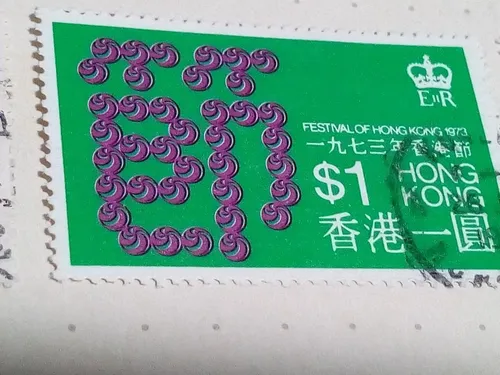 節
EIIR
FESTIVAL OF HONG KONG 1973
一九七三年香港節
$1 HONG
KONG
香港一圓